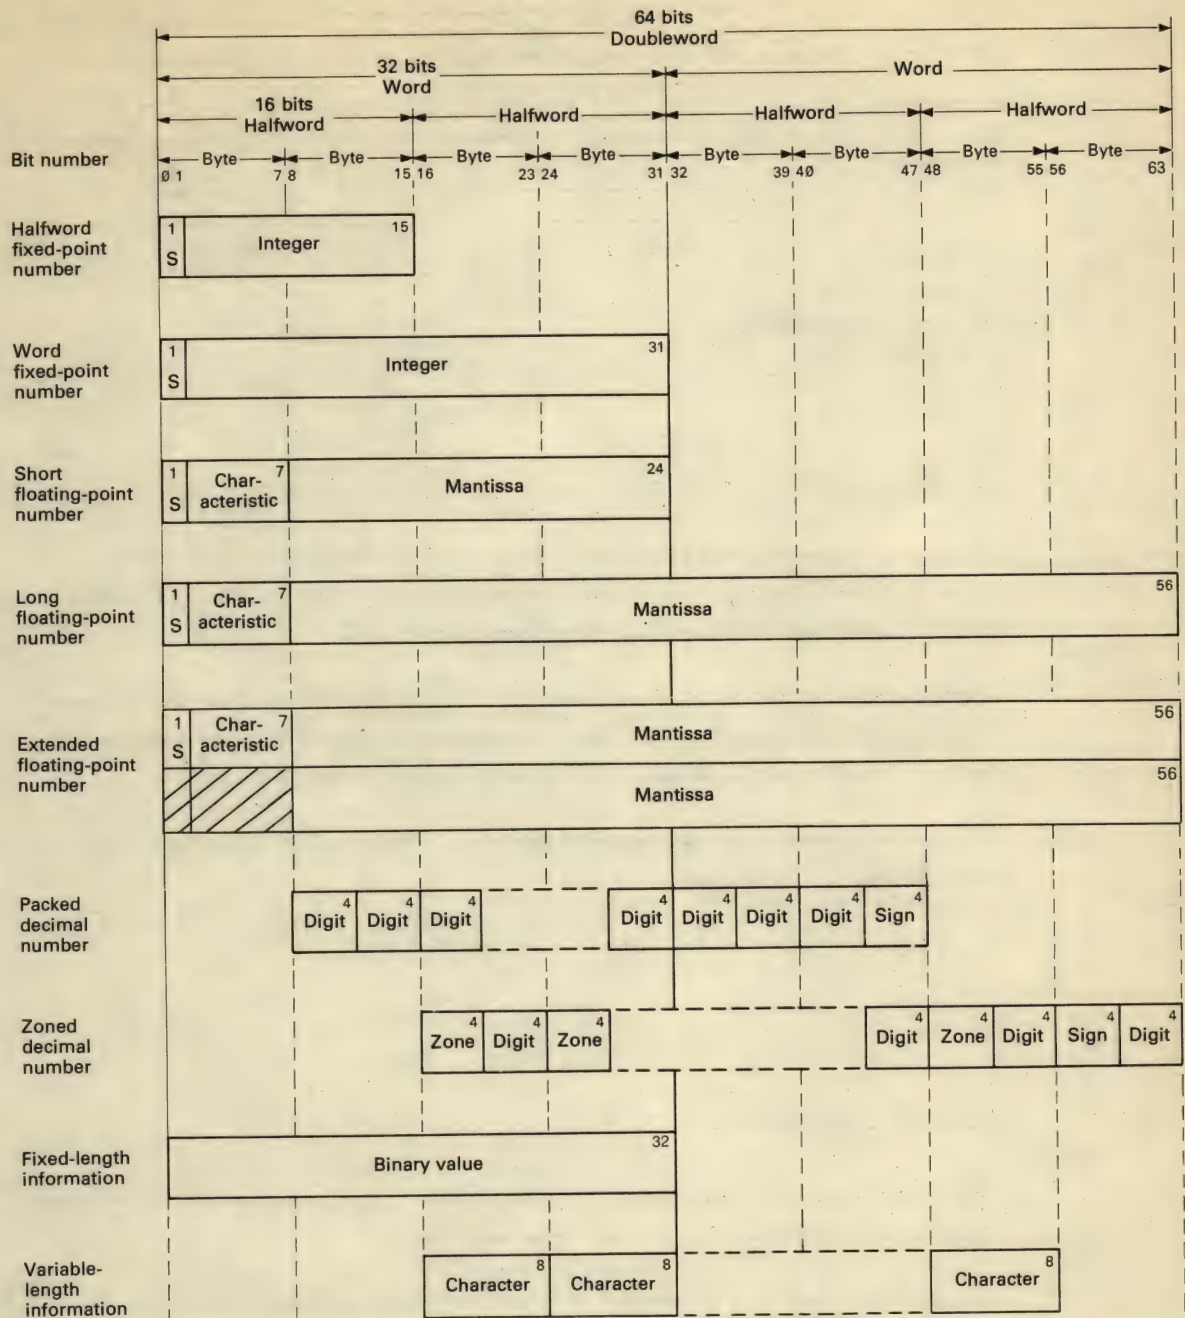 64 bits
Doubleword
32 bits
Word
Word
16 bits
Halfword
Halfword
Halfword
Halfword
Bit number
Byte Byte Byte Byte Byte Byte Byte Byte
Ø 1 7 8 15 16 23 24 31 32 39 40 47 48 55 56 63
Halfword
fixed-point
number
1
S
Integer
15
Word
fixed-point
number
1
S
Integer
31
Short
floating-point
number
1
S
Char- 7
acteristic
Mantissa
24
Long
floating-point
number
1
S
Char- 7
acteristic
Mantissa
56
Extended
floating-point
number
1
S
Char- 7
acteristic
Mantissa
56
Mantissa
56
Packed
decimal
number
4 4 4 4 4 4 4 4
Digit Digit Digit Digit Digit Digit Digit Sign
Zoned
decimal
number
4 4 4 4 4 4 4 4
Zone Digit Zone Digit Zone Digit Sign Digit
Fixed-length
information
Binary value
32
Variable-
length
information
8 8 8
Character Character Character